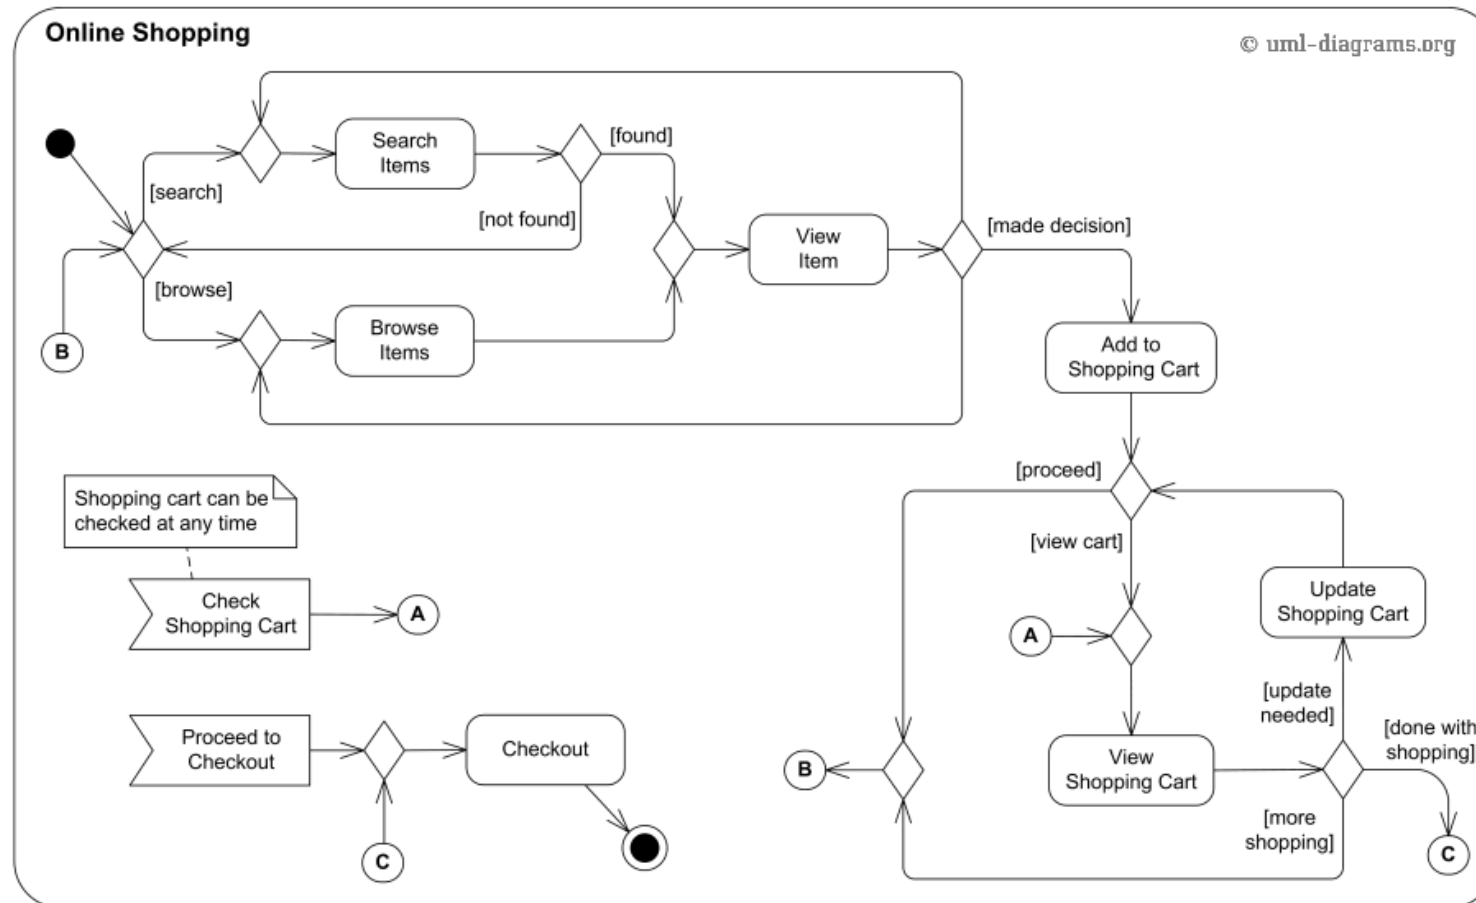 Online Shopping
© uml-diagrams.org
Search
Items
[found]
[search]
[not found]
[made decision]
View
Item
[browse]
Browse
Items
B
Add to
Shopping Cart
[proceed]
Shopping cart can be
checked at any time
[view cart]
Check
Shopping Cart
A
A
Update
Shopping Cart
[update
needed]
[done with
shopping]
Proceed to
Checkout
Checkout
B
View
Shopping Cart
[more
shopping]
C
C